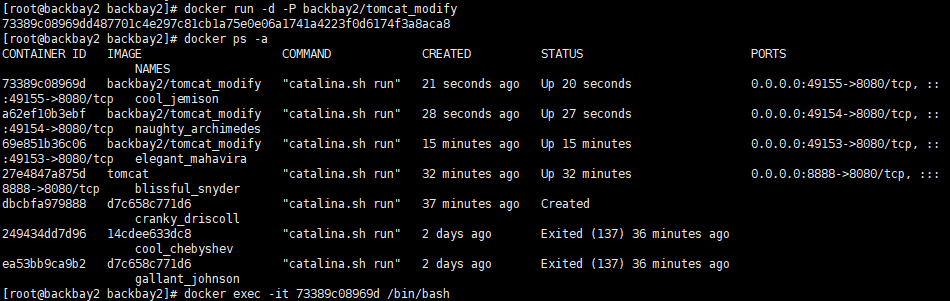 [root@backbay2 backbay2]# docker run -d -P backbay2/tomcat_modify
73389c08969dd487701c4e297c81cb1a75e0e06a1741a4223f0d6174f3a8aca8
[root@backbay2 backbay2]# docker ps -a
CONTAINER ID   IMAGE                    COMMAND             CREATED          STATUS                        PORTS
                  NAMES
73389c08969d   backbay2/tomcat_modify   "catalina.sh run"   21 seconds ago   Up 20 seconds                 0.0.0.0:49155->8080/tcp, ::
:49155->8080/tcp   cool_jemison
a62ef10b3ebf   backbay2/tomcat_modify   "catalina.sh run"   28 seconds ago   Up 27 seconds                 0.0.0.0:49154->8080/tcp, ::
:49154->8080/tcp   naughty_archimedes
69e851b36c06   backbay2/tomcat_modify   "catalina.sh run"   15 minutes ago   Up 15 minutes                 0.0.0.0:49153->8080/tcp, ::
:49153->8080/tcp   elegant_mahavira
27e4847a875d   tomcat                   "catalina.sh run"   32 minutes ago   Up 32 minutes                 0.0.0.0:8888->8080/tcp, :::
8888->8080/tcp     blissful_snyder
dbcbfa979888   d7c658c771d6             "catalina.sh run"   37 minutes ago   Created
                  cranky_driscoll
249434dd7d96   14cdee633dc8             "catalina.sh run"   2 days ago       Exited (137) 36 minutes ago
                  cool_chebyshev
ea53bb9ca9b2   d7c658c771d6             "catalina.sh run"   2 days ago       Exited (137) 36 minutes ago
                  gallant_johnson
[root@backbay2 backbay2]# docker exec -it 73389c08969d /bin/bash